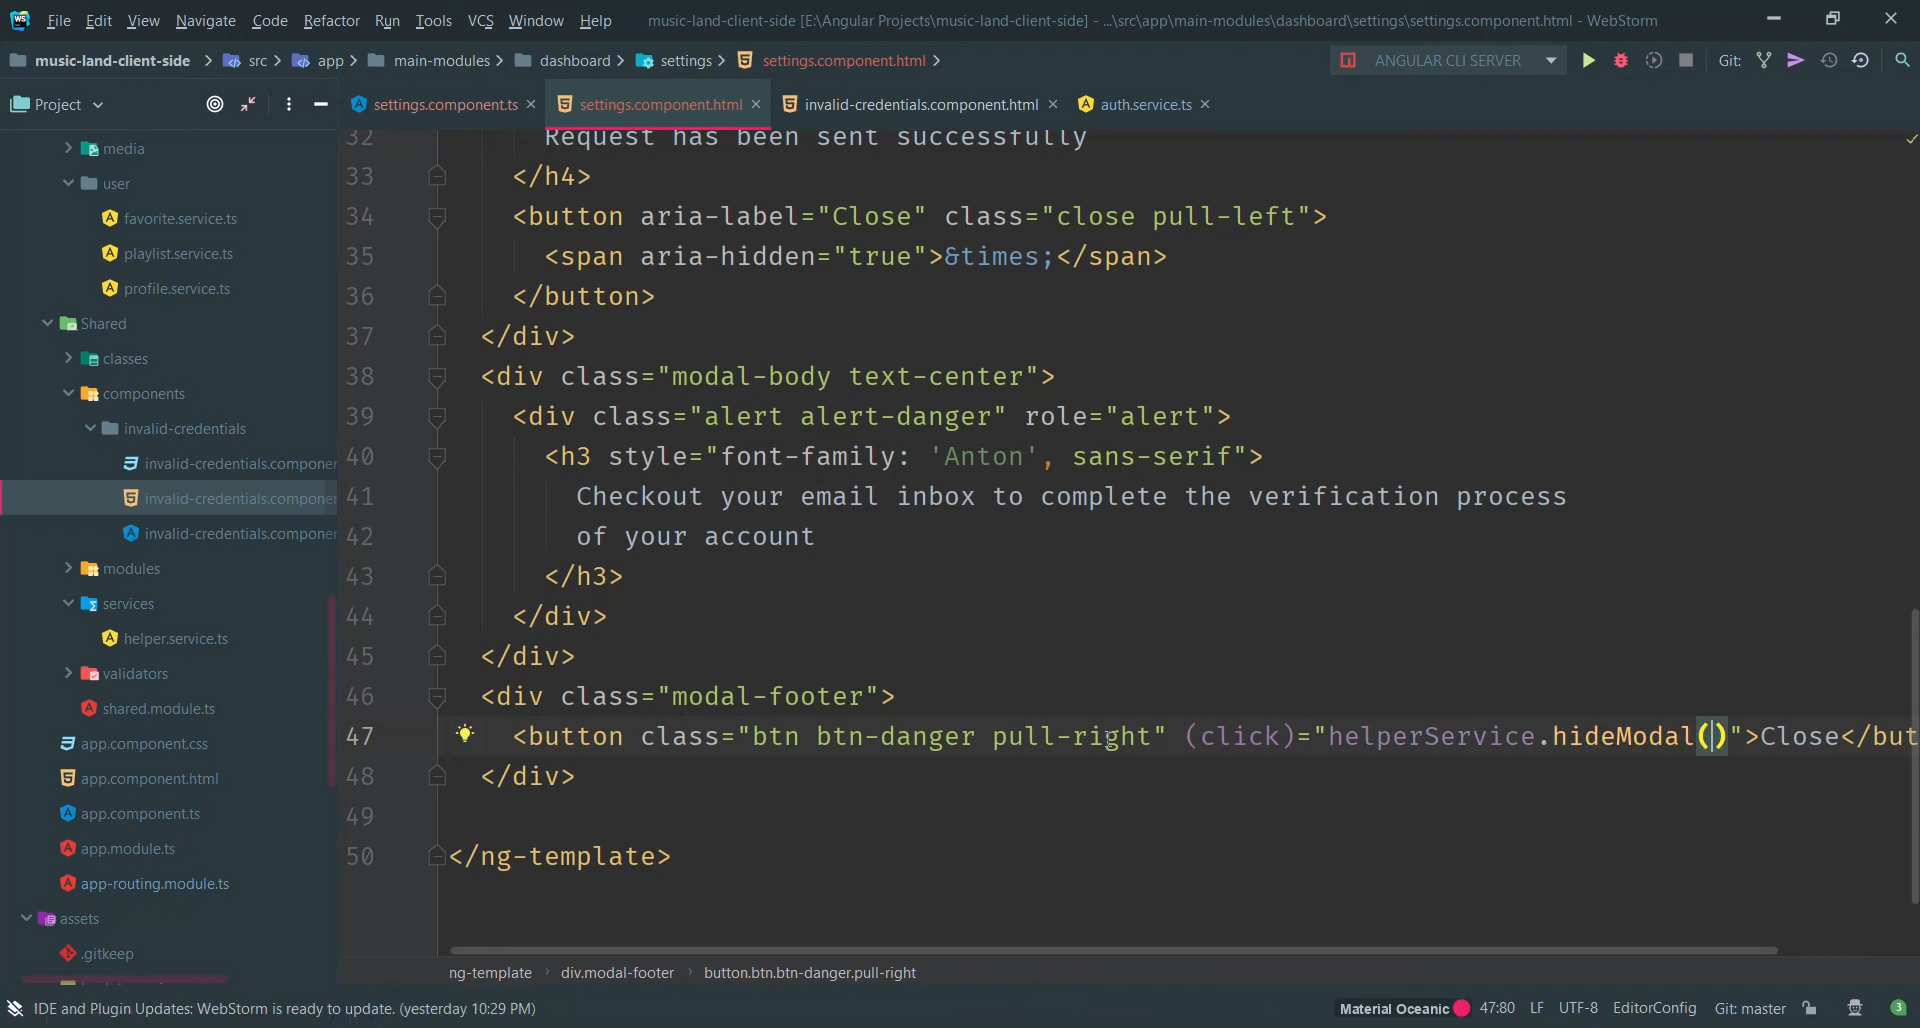 File Edit View Navigate Code Refactor Run Tools VCS Window Help music-land-client-side [E:\Angular Projects\music-land-client-side] - ...\src\app\main-modules\dashboard\settings\settings.component.html - WebStorm
music-land-client-side src app main-modules dashboard settings settings.component.html ANGULAR CLI SERVER Git:
Project
settings.component.ts settings.component.html invalid-credentials.component.html auth.service.ts
media
user
favorite.service.ts
playlist.service.ts
profile.service.ts
Shared
classes
components
invalid-credentials
invalid-credentials.componen
invalid-credentials.componen
invalid-credentials.componen
modules
services
helper.service.ts
validators
shared.module.ts
app.component.css
app.component.html
app.component.ts
app.module.ts
app-routing.module.ts
assets
.gitkeep
32 Request has been sent successfully
33 </h4>
34 <button aria-label="Close" class="close pull-left">
35 <span aria-hidden="true">&times;</span>
36 </button>
37 </div>
38 <div class="modal-body text-center">
39 <div class="alert alert-danger" role="alert">
40 <h3 style="font-family: 'Anton', sans-serif">
41 Checkout your email inbox to complete the verification process
42 of your account
43 </h3>
44 </div>
45 </div>
46 <div class="modal-footer">
47 <button class="btn btn-danger pull-right" (click)="helperService.hideModal()">Close</but
48 </div>
49
50 </ng-template>
ng-template div.modal-footer button.btn.btn-danger.pull-right
IDE and Plugin Updates: WebStorm is ready to update. (yesterday 10:29 PM) Material Oceanic 47:80 LF UTF-8 EditorConfig Git: master 3